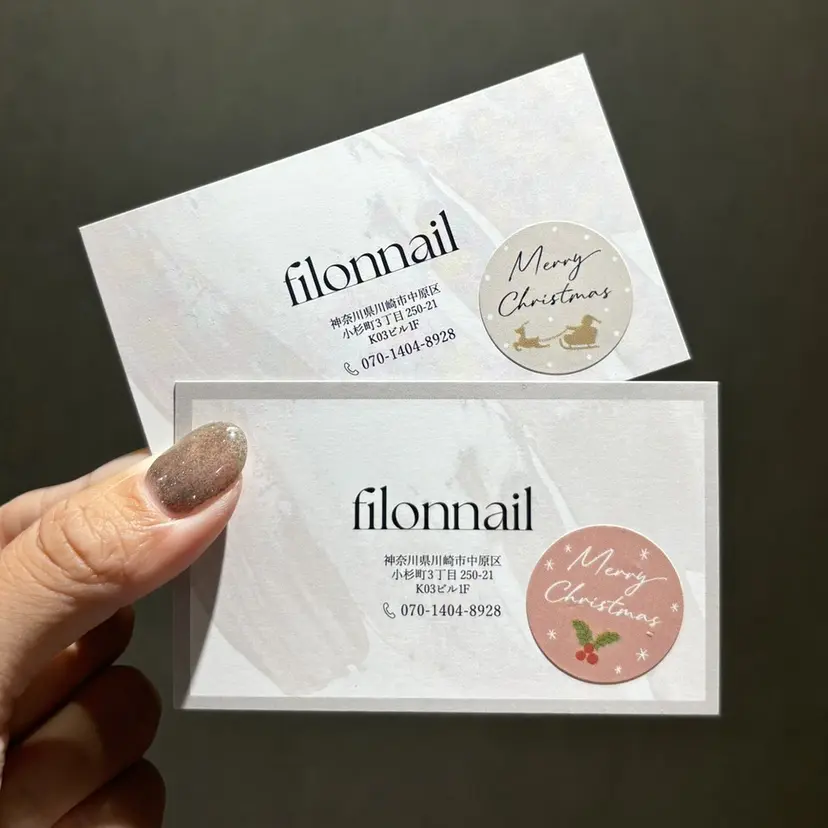 filonnail
神奈川県川崎市中原区
小杉町3丁目 250-21
K03ビル1F
070-1404-8928
Merry
Christmas
filonnail
神奈川県川崎市中原区
小杉町3丁目 250-21
K03ビル1F
070-1404-8928
Merry
Christmas